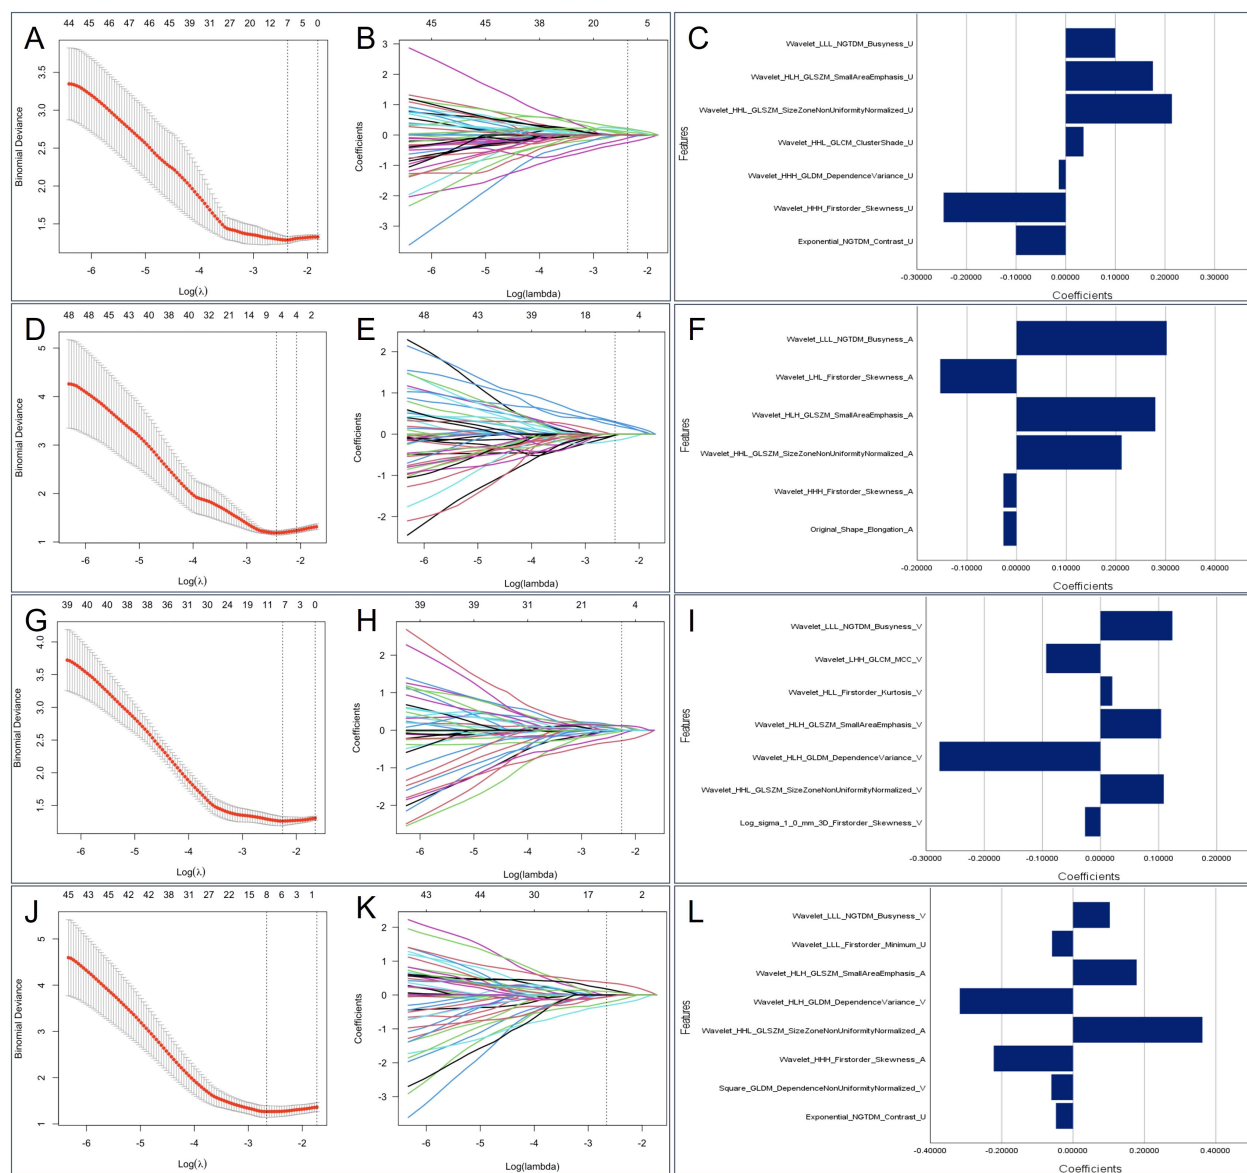 A
44 45 46 47 46 45 39 31 27 20 12 7 5 0
Binomial Deviance
3.5
3.0
2.5
2.0
1.5
-6 -5 -4 -3 -2
Log(λ)
B
45 45 38 20 5
Coefficients
3
2
1
0
-1
-2
-3
-6 -5 -4 -3 -2
Log(lambda)
C
Features
Wavelet_LLL_NGTDM_Busyness_U
Wavelet_HLH_GLSZM_SmallAreaEmphasis_U
Wavelet_HHL_GLSZM_SizeZoneNonUniformityNormalized_U
Wavelet_HHL_GLCM_ClusterShade_U
Wavelet_HHH_GLDM_DependenceVariance_U
Wavelet_HHH_Firstorder_Skewness_U
Exponential_NGTDM_Contrast_U
-0.30000 -0.20000 -0.10000 0.00000 0.10000 0.20000 0.30000
Coefficients
D
48 48 45 43 40 38 40 32 21 14 9 4 4 2
Binomial Deviance
5
4
3
2
1
-6 -5 -4 -3 -2
Log(λ)
E
48 43 39 18 4
Coefficients
2
1
0
-1
-2
-6 -5 -4 -3 -2
Log(lambda)
F
Features
Wavelet_LLL_NGTDM_Busyness_A
Wavelet_LHL_Firstorder_Skewness_A
Wavelet_HLH_GLSZM_SmallAreaEmphasis_A
Wavelet_HHL_GLSZM_SizeZoneNonUniformityNormalized_A
Wavelet_HHH_Firstorder_Skewness_A
Original_Shape_Elongation_A
-0.10000 0.00000 0.10000 0.20000 0.30000 0.40000
Coefficients
G
39 40 40 38 38 36 31 30 24 19 11 7 3 0
Binomial Deviance
4.0
3.5
3.0
2.5
2.0
1.5
-6 -5 -4 -3 -2
Log(λ)
H
39 39 31 21 4
Coefficients
2
1
0
-1
-2
-6 -5 -4 -3 -2
Log(lambda)
I
Features
Wavelet_LLL_NGTDM_Busyness_V
Wavelet_LHH_GLCM_MCC_V
Wavelet_HLL_Firstorder_Kurtosis_V
Wavelet_HLH_GLSZM_SmallAreaEmphasis_V
Wavelet_HLH_GLDM_DependenceVariance_V
Wavelet_HHL_GLSZM_SizeZoneNonUniformityNormalized_V
Log_sigma_1_0_mm_3D_Firstorder_Skewness_V
-0.30000 -0.20000 -0.10000 0.00000 0.10000 0.20000
Coefficients
J
45 43 45 42 42 38 31 27 22 15 8 6 3 1
Binomial Deviance
5
4
3
2
1
-6 -5 -4 -3 -2
Log(λ)
K
43 44 30 17 2
Coefficients
2
1
0
-1
-2
-3
-6 -5 -4 -3 -2
Log(lambda)
L
Features
Wavelet_LLL_NGTDM_Busyness_V
Wavelet_LLL_Firstorder_Minimum_U
Wavelet_HLH_GLSZM_SmallAreaEmphasis_A
Wavelet_HLH_GLDM_DependenceVariance_V
Wavelet_HHL_GLSZM_SizeZoneNonUniformityNormalized_A
Wavelet_HHH_Firstorder_Skewness_A
Square_GLDM_DependenceNonUniformityNormalized_V
Exponential_NGTDM_Contrast_U
-0.40000 -0.20000 0.00000 0.20000 0.40000
Coefficients